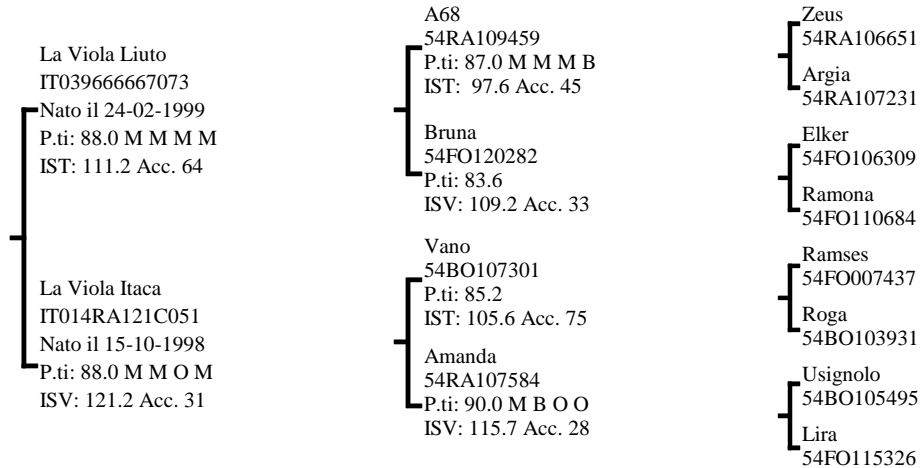 La Viola Liuto
IT039666667073
Nato il 24-02-1999
P.ti: 88.0 M M M M
IST: 111.2 Acc. 64
La Viola Itaca
IT014RA121C051
Nato il 15-10-1998
P.ti: 88.0 M M O M
ISV: 121.2 Acc. 31
A68
54RA109459
P.ti: 87.0 M M M B
IST: 97.6 Acc. 45
Bruna
54FO120282
P.ti: 83.6
ISV: 109.2 Acc. 33
Vano
54BO107301
P.ti: 85.2
IST: 105.6 Acc. 75
Amanda
54RA107584
P.ti: 90.0 M B O O
ISV: 115.7 Acc. 28
Zeus
54RA106651
Argia
54RA107231
Elker
54FO106309
Ramona
54FO110684
Ramses
54FO007437
Roga
54BO103931
Usignolo
54BO105495
Lira
54FO115326